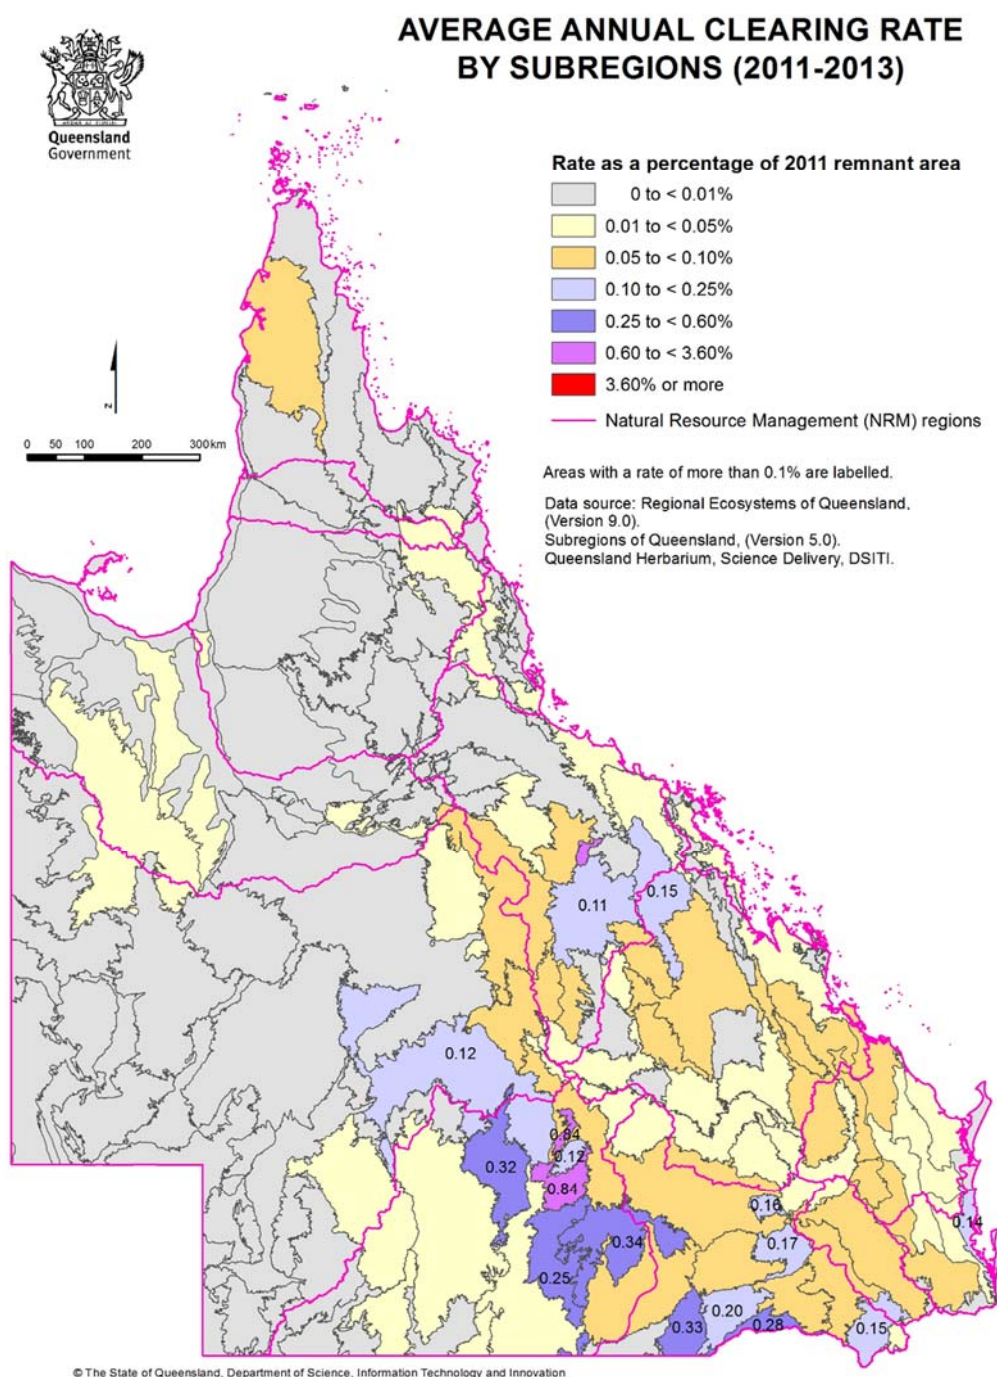 AVERAGE ANNUAL CLEARING RATE
BY SUBREGIONS (2011-2013)
Queensland
Government
Rate as a percentage of 2011 remnant area
0 to < 0.01%
0.01 to < 0.05%
0.05 to < 0.10%
0.10 to < 0.25%
0.25 to < 0.60%
0.60 to < 3.60%
3.60% or more
Natural Resource Management (NRM) regions
N
0 50 100 200 300 km
Areas with a rate of more than 0.1% are labelled.
Data source: Regional Ecosystems of Queensland,
(Version 9.0).
Subregions of Queensland, (Version 5.0).
Queensland Herbarium, Science Delivery, DSITI.
0.15
0.11
0.12
0.84
0.12
0.32
0.84
0.16
0.14
0.34
0.17
0.25
0.20
0.33
0.28
0.15
© The State of Queensland, Department of Science, Information Technology and Innovation